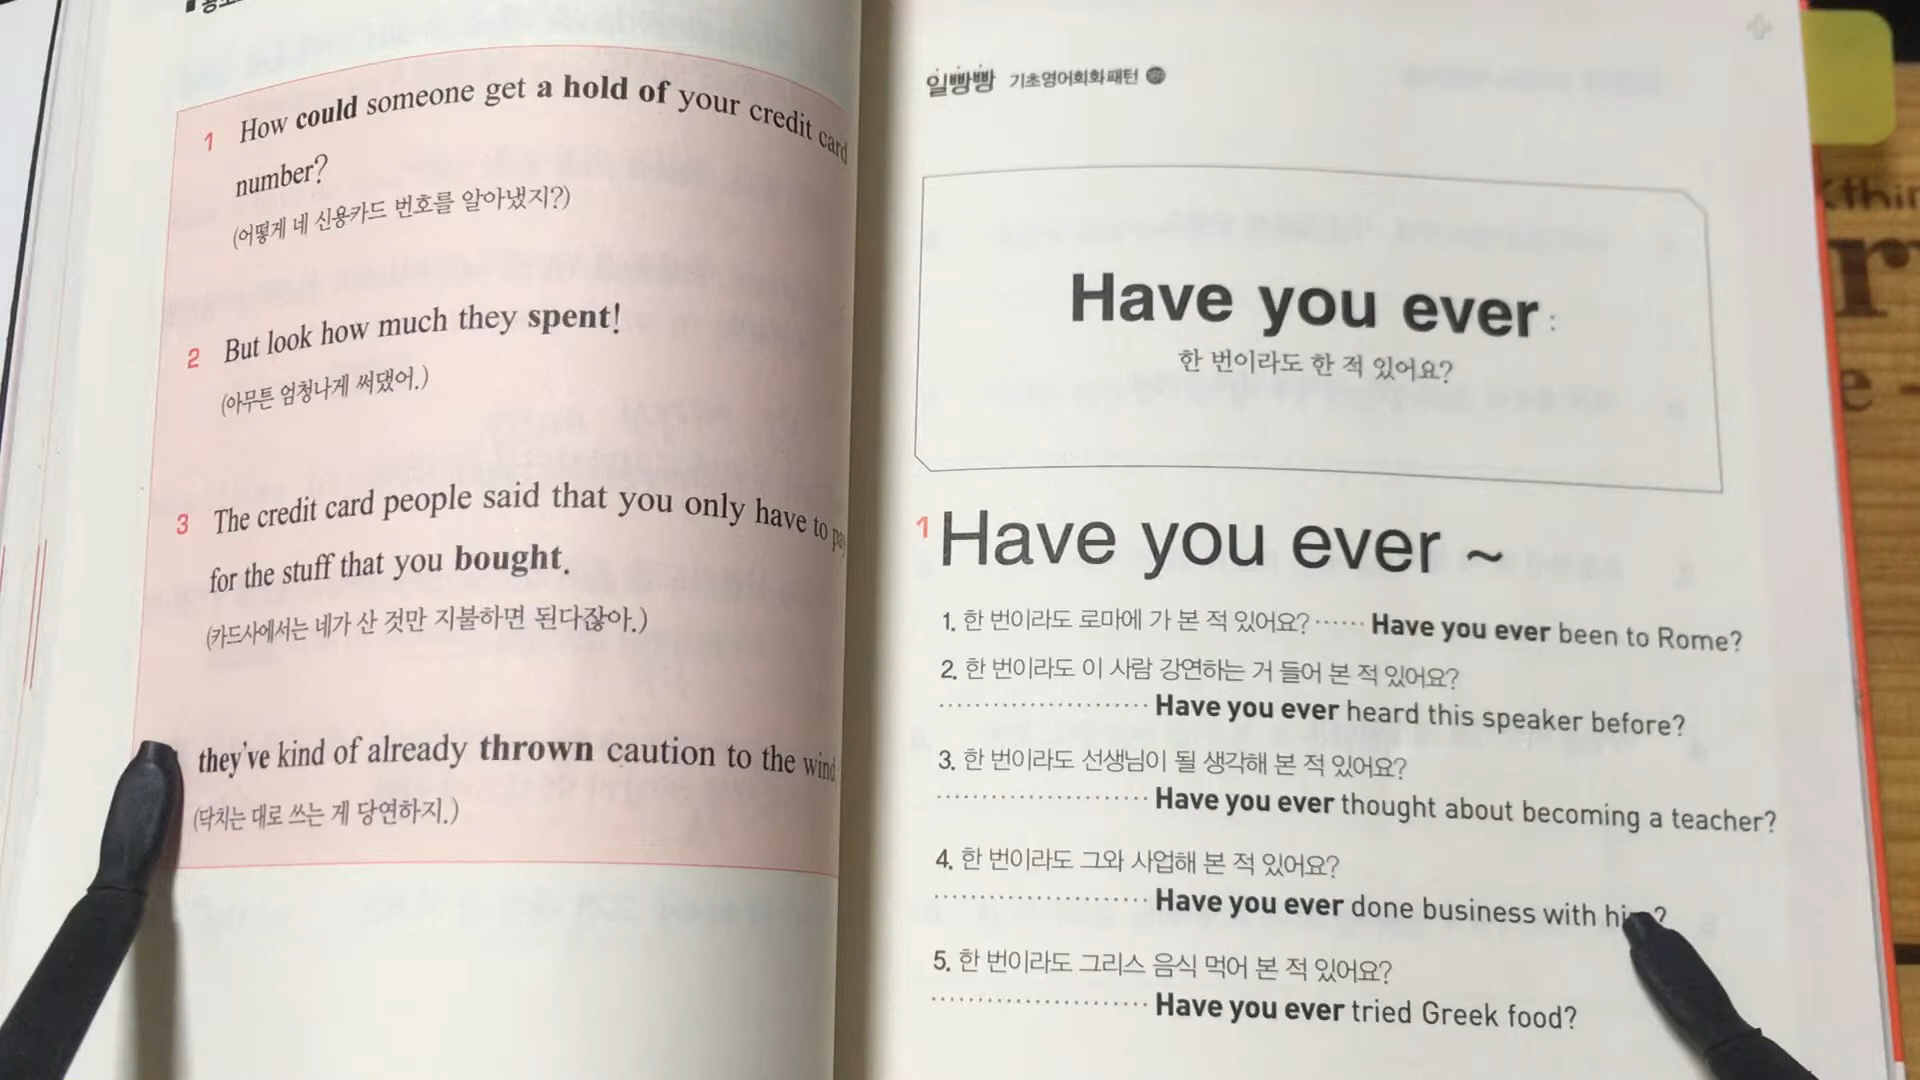 1 How could someone get a hold of your credit card
number?
(어떻게 네 신용카드 번호를 알아냈지?)
2 But look how much they spent!
(아무튼 엄청나게 써댔어.)
3 The credit card people said that you only have to
for the stuff that you bought.
(카드사에서는 네가 산 것만 지불하면 된다잖아.)
they've kind of already thrown caution to the wind
(닥치는 대로 쓰는 게 당연하지.)
일빵빵 기초영어회화패턴
Have you ever :
한 번이라도 한 적 있어요?
1 Have you ever ~
1. 한 번이라도 로마에 가 본 적 있어요? ······ Have you ever been to Rome?
2. 한 번이라도 이 사람 강연하는 거 들어 본 적 있어요?
························ Have you ever heard this speaker before?
3. 한 번이라도 선생님이 될 생각해 본 적 있어요?
························ Have you ever thought about becoming a teacher?
4. 한 번이라도 그와 사업해 본 적 있어요?
························ Have you ever done business with
5. 한 번이라도 그리스 음식 먹어 본 적 있어요?
························ Have you ever tried Greek food?